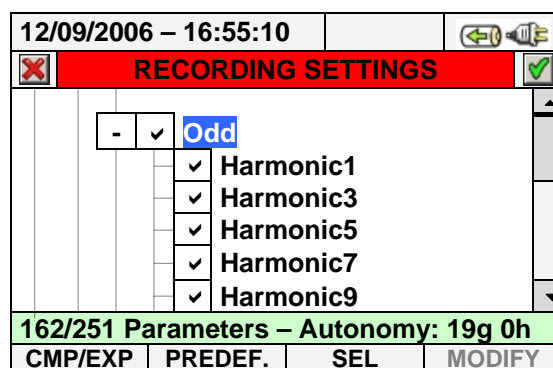 12/09/2006 – 16:55:10
RECORDING SETTINGS
- Odd
Harmonic1
Harmonic3
Harmonic5
Harmonic7
Harmonic9
162/251 Parameters – Autonomy: 19g 0h
CMP/EXP PREDEF. SEL MODIFY